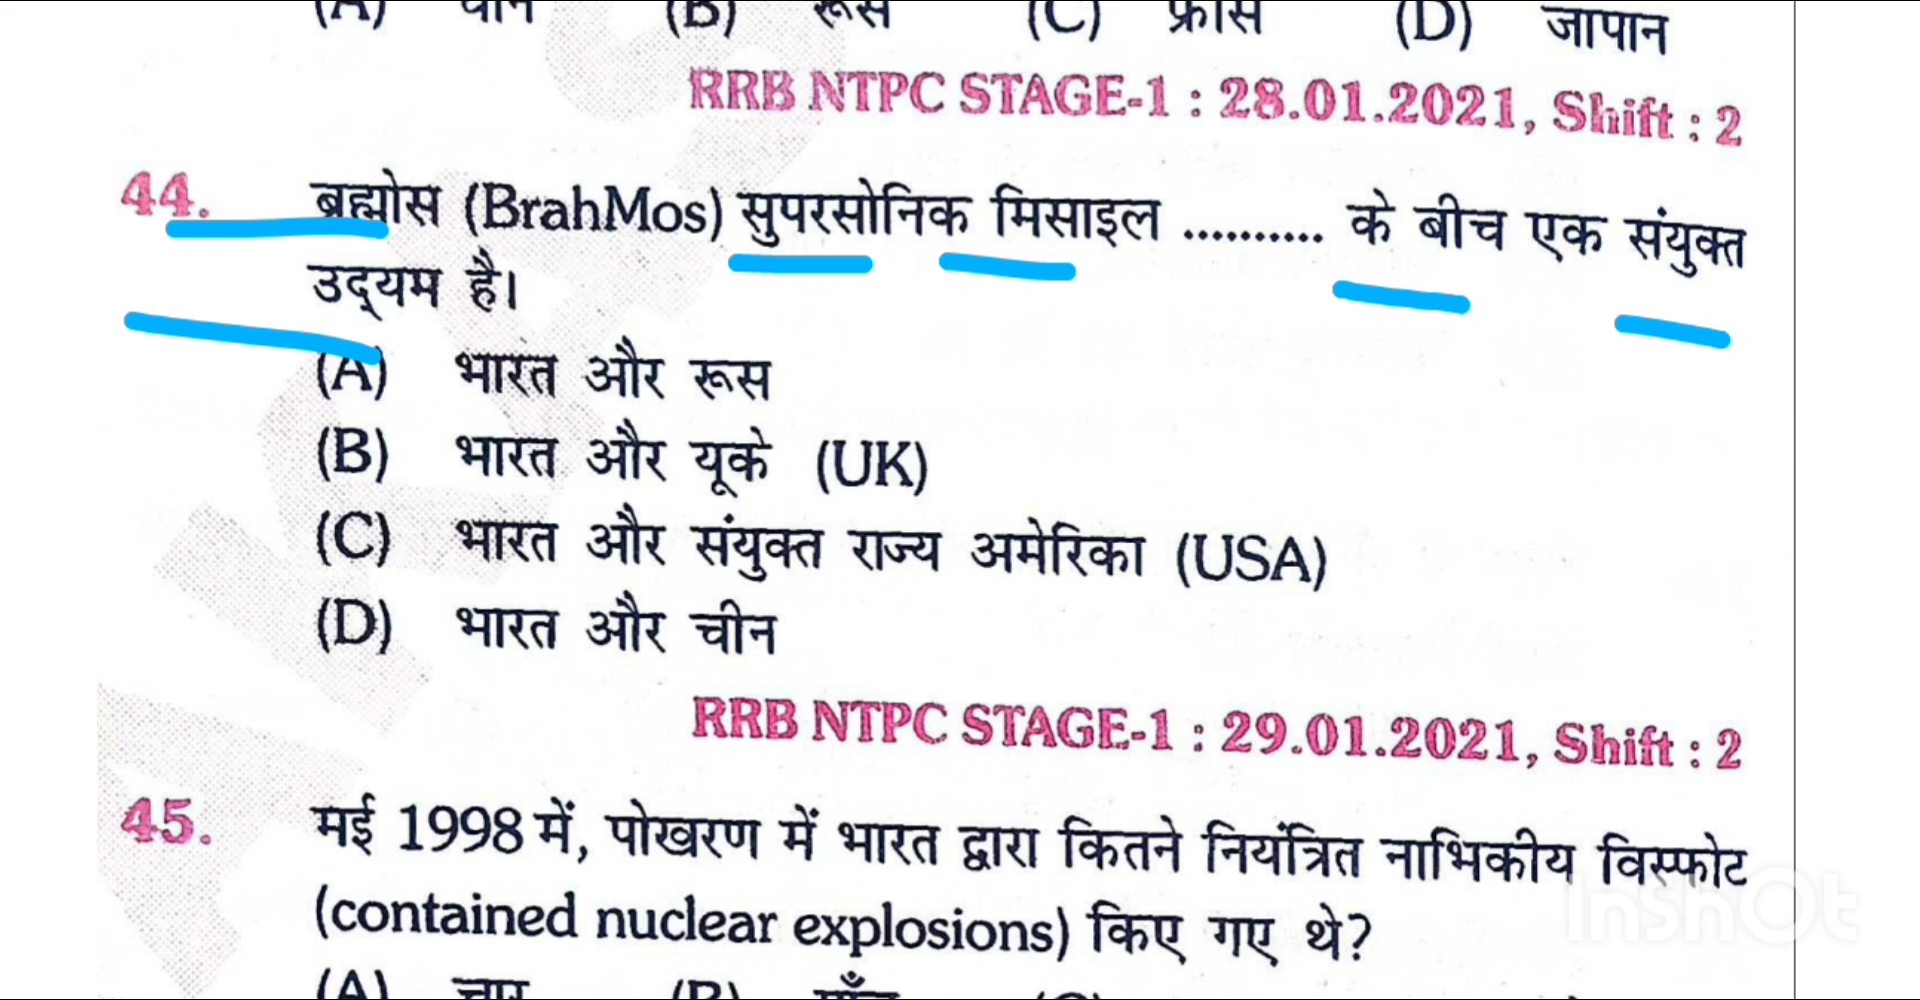 (A) चीन (B) रूस (C) फ्रांस (D) जापान
RRB NTPC STAGE-1 : 28.01.2021, Shift : 2
44. ब्रह्मोस (BrahMos) सुपरसोनिक मिसाइल .......... के बीच एक संयुक्त
उद्यम है।
(A) भारत और रूस
(B) भारत और यूके (UK)
(C) भारत और संयुक्त राज्य अमेरिका (USA)
(D) भारत और चीन
RRB NTPC STAGE-1 : 29.01.2021, Shift : 2
45. मई 1998 में, पोखरण में भारत द्वारा कितने नियंत्रित नाभिकीय विस्फोट
(contained nuclear explosions) किए गए थे?
(A) चार (B) पाँच (C)
InShOt